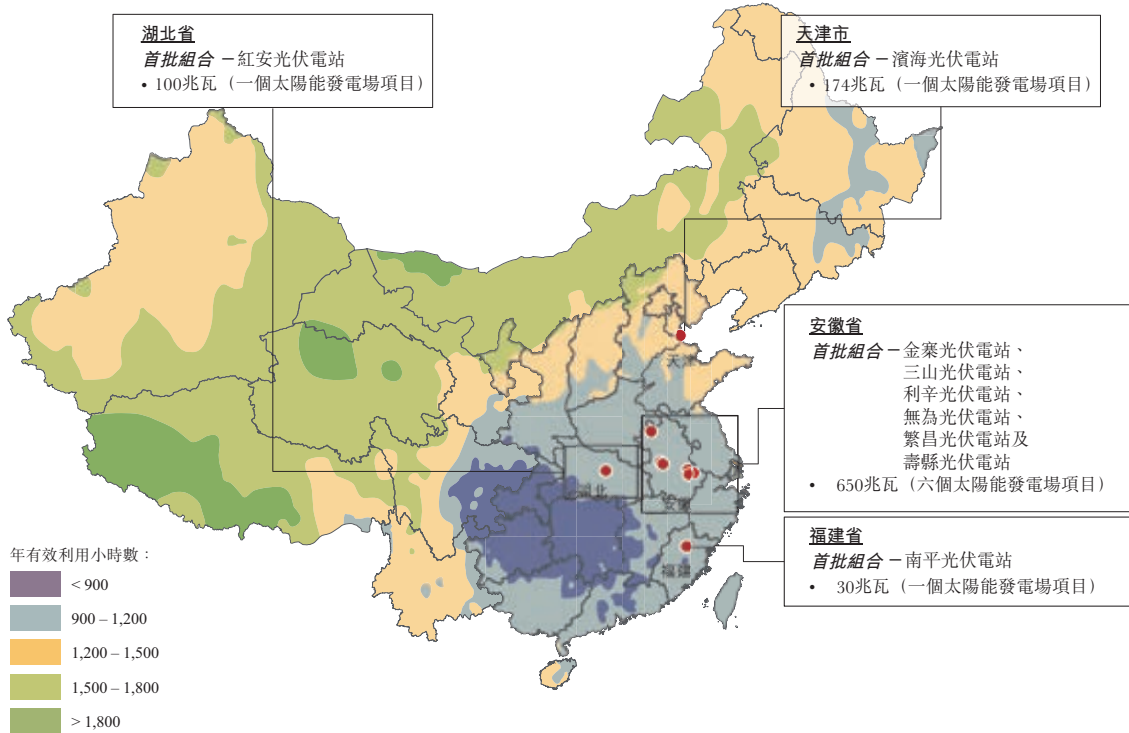 湖北省
首批組合 – 紅安光伏電站
• 100兆瓦（一個太陽能發電場項目）
天津市
首批組合 – 濱海光伏電站
• 174兆瓦（一個太陽能發電場項目）
安徽省
首批組合 – 金寨光伏電站、
三山光伏電站、
利辛光伏電站、
無為光伏電站、
繁昌光伏電站及
壽縣光伏電站
• 650兆瓦（六個太陽能發電場項目）
福建省
首批組合 – 南平光伏電站
• 30兆瓦（一個太陽能發電場項目）
天津
湖北
安徽
福建
年有效利用小時數：
< 900
900 – 1,200
1,200 – 1,500
1,500 – 1,800
> 1,800